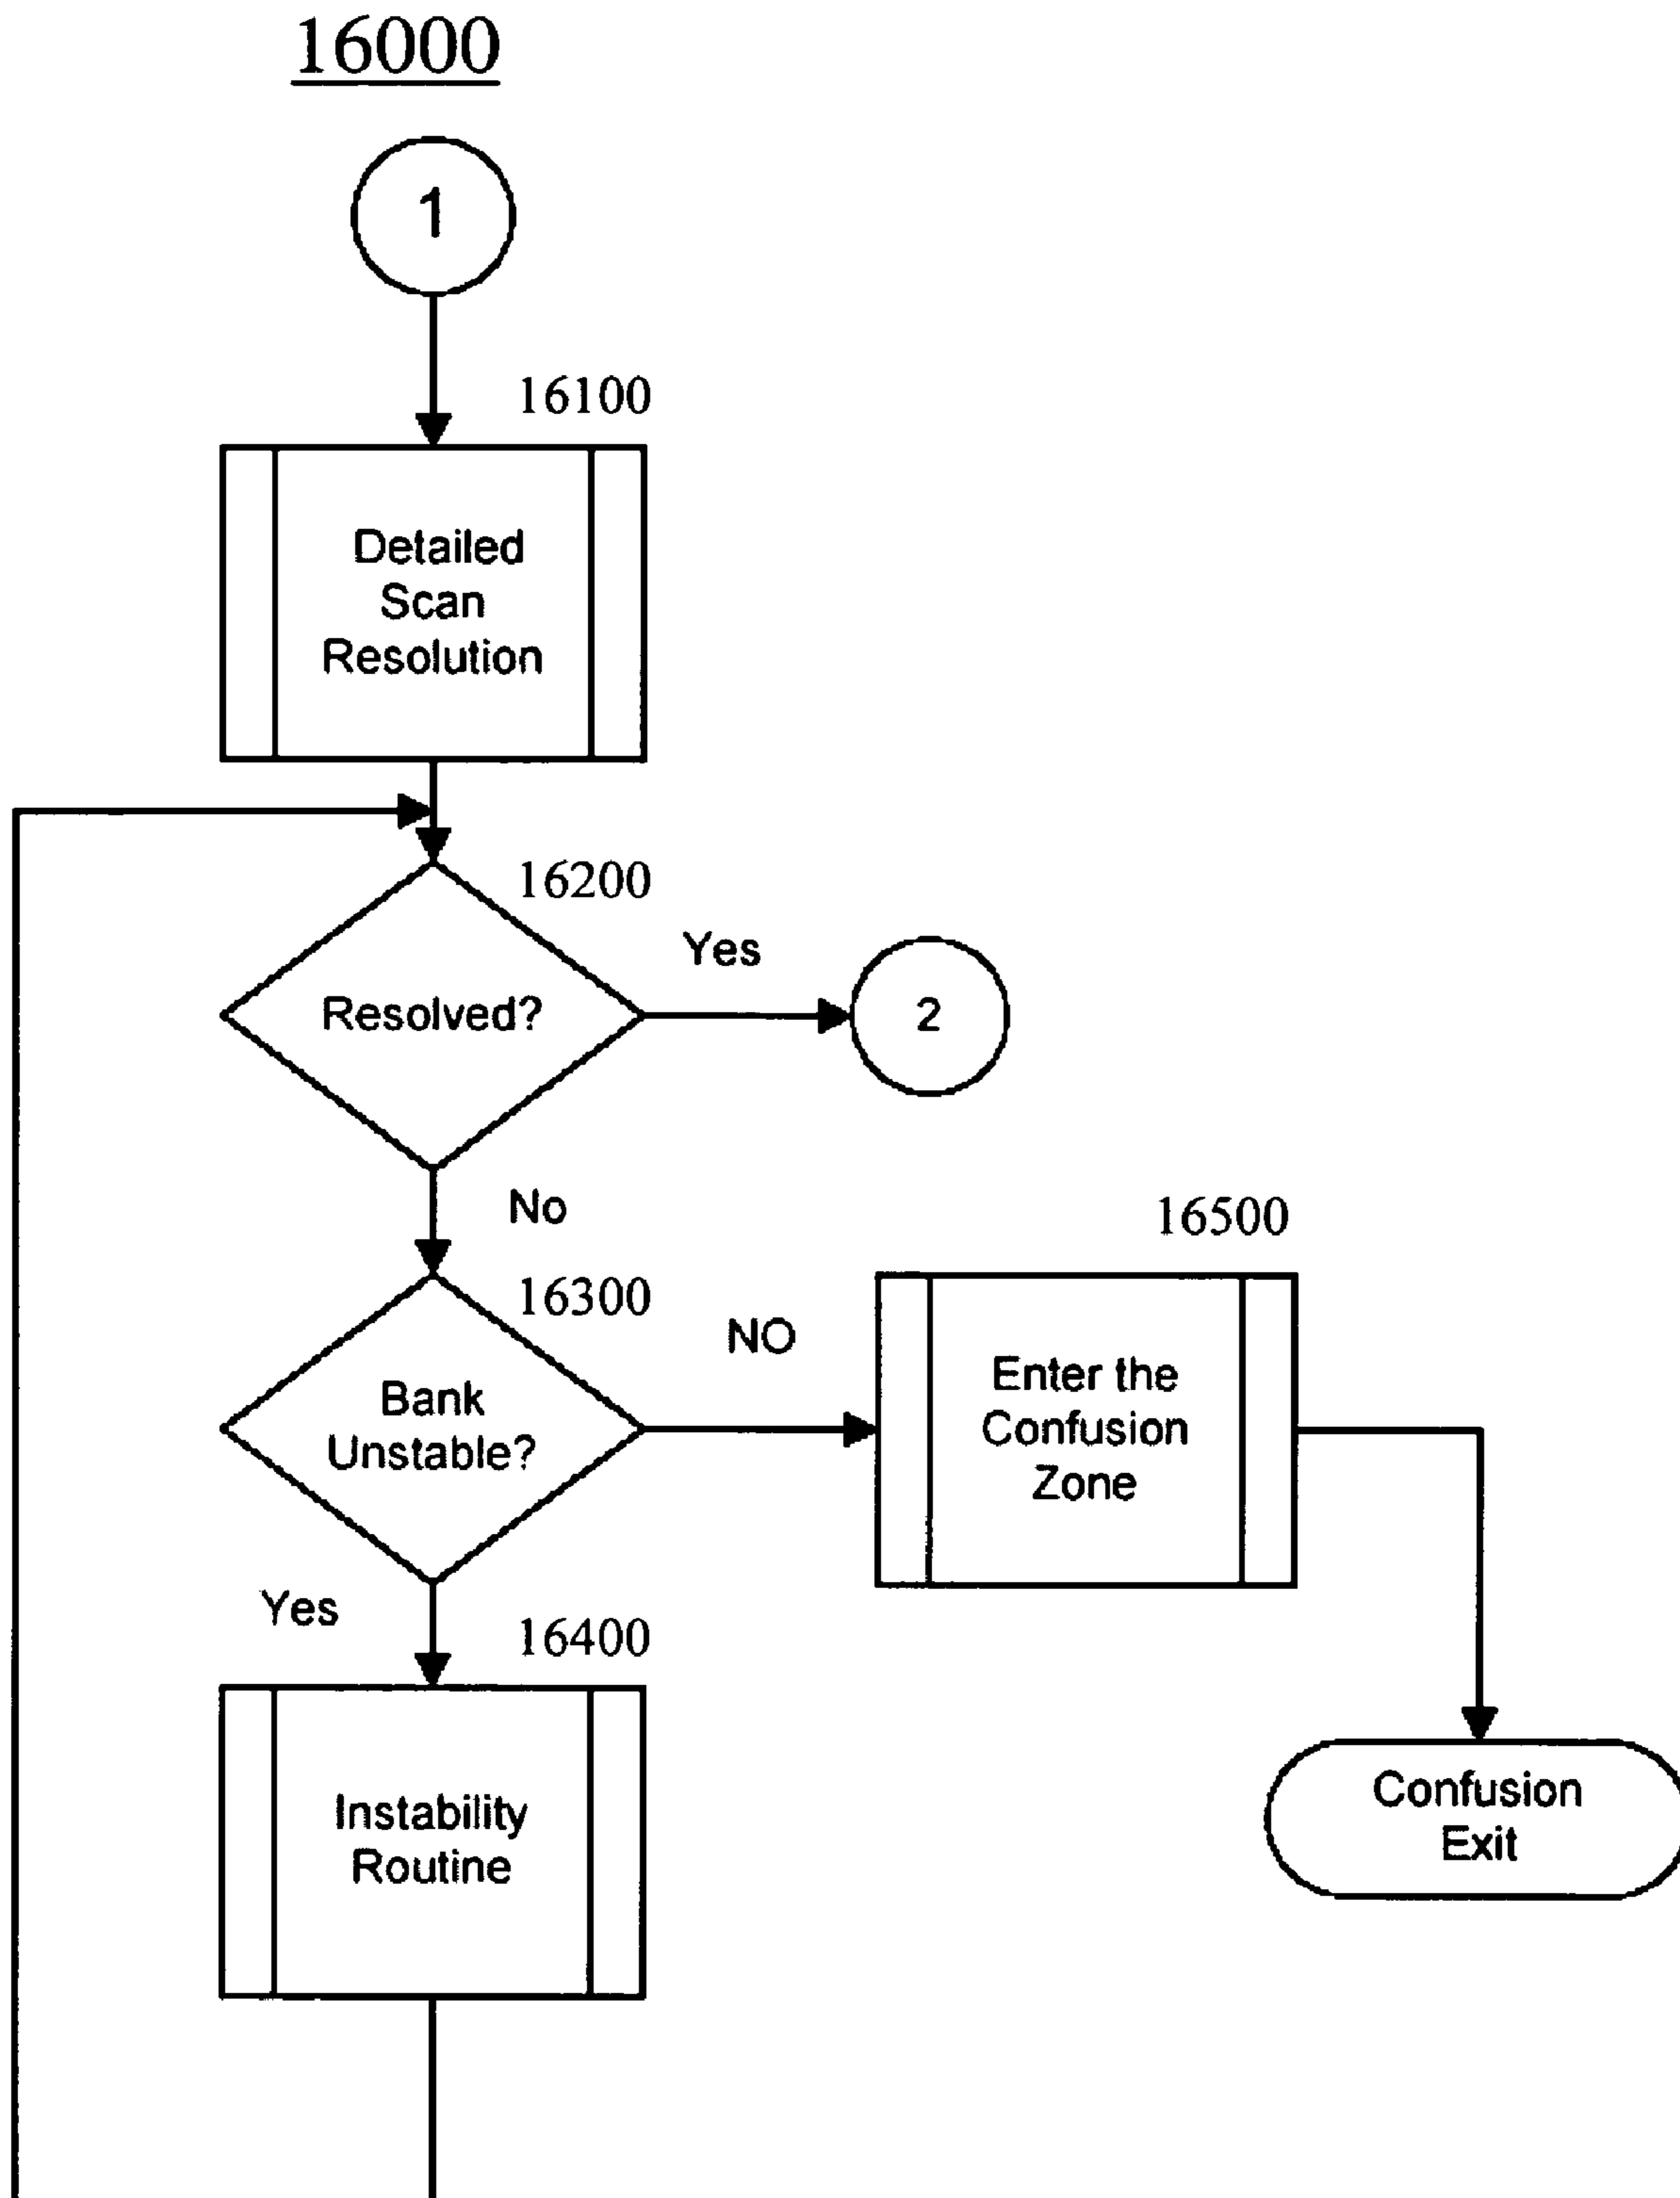 16000
1
16100
Detailed
Scan
Resolution
16200
Yes
Resolved?
2
No
16500
16300
NO
Enter the
Confusion
Zone
Bank
Unstable?
Yes
16400
Instability
Routine
Confusion
Exit